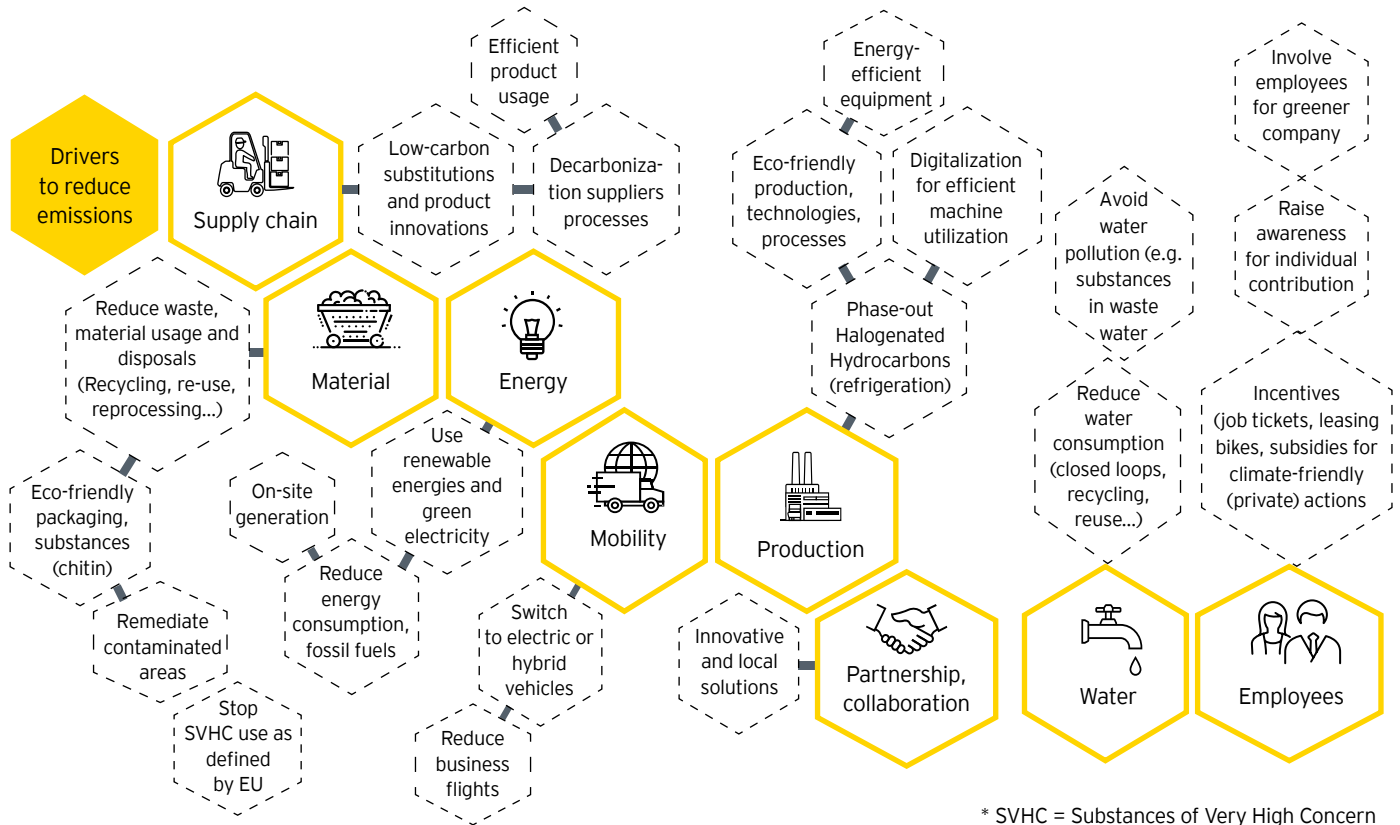 Drivers
to reduce
emissions
Supply chain
Low-carbon
substitutions
and product
innovations
Efficient
product
usage
Decarboniza-
tion suppliers
processes
Material
Reduce waste,
material usage and
disposals
(Recycling, re-use,
reprocessing...)
Eco-friendly
packaging,
substances
(chitin)
Remediate
contaminated
areas
Stop
SVHC use as
defined
by EU
Energy
Use
renewable
energies and
green
electricity
On-site
generation
Reduce
energy
consumption,
fossil fuels
Mobility
Switch
to electric or
hybrid
vehicles
Reduce
business
flights
Energy-
efficient
equipment
Eco-friendly
production,
technologies,
processes
Digitalization
for efficient
machine
utilization
Phase-out
Halogenated
Hydrocarbons
(refrigeration)
Production
Innovative
and local
solutions
Partnership,
collaboration
Avoid
water
pollution (e.g.
substances
in waste
water
Reduce
water
consumption
(closed loops,
recycling,
reuse...)
Water
Involve
employees
for greener
company
Raise
awareness
for individual
contribution
Incentives
(job tickets, leasing
bikes, subsidies for
climate-friendly
(private) actions
Employees
* SVHC = Substances of Very High Concern